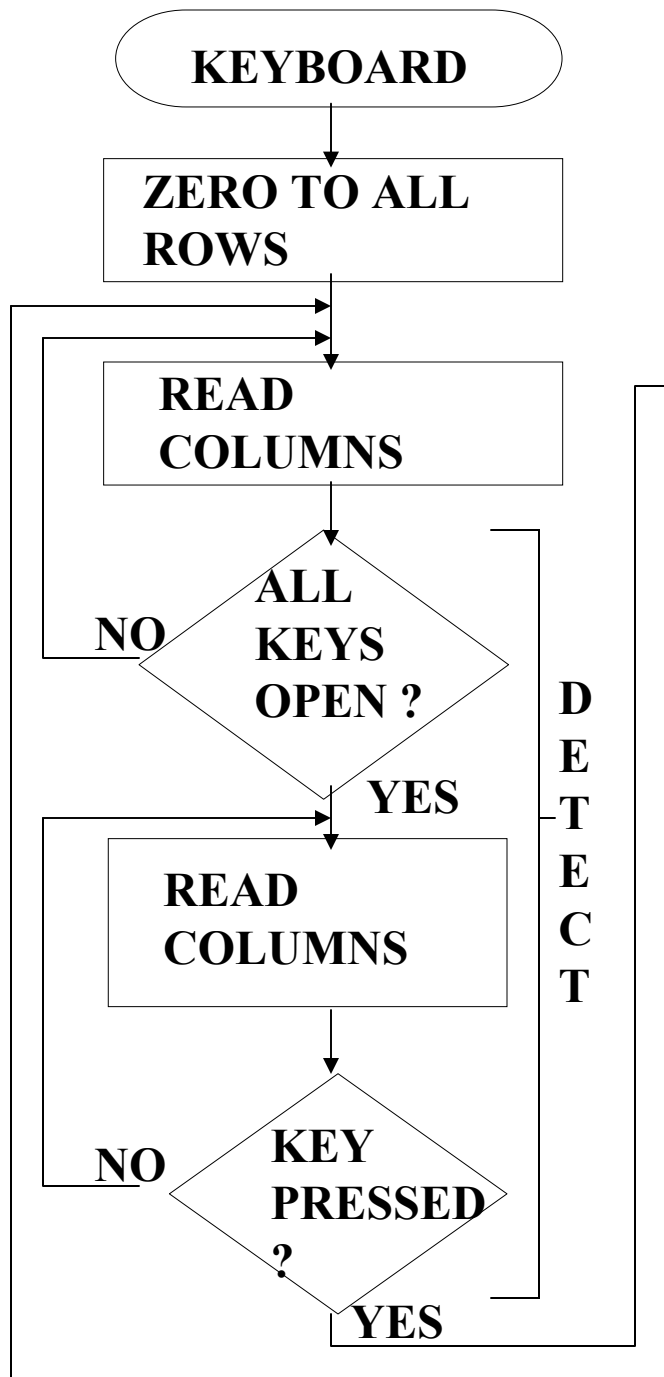 KEYBOARD
ZERO TO ALL
ROWS
READ
COLUMNS
ALL
KEYS
OPEN ?
NO
YES
READ
COLUMNS
KEY
PRESSED
?
NO
YES
D
E
T
E
C
T